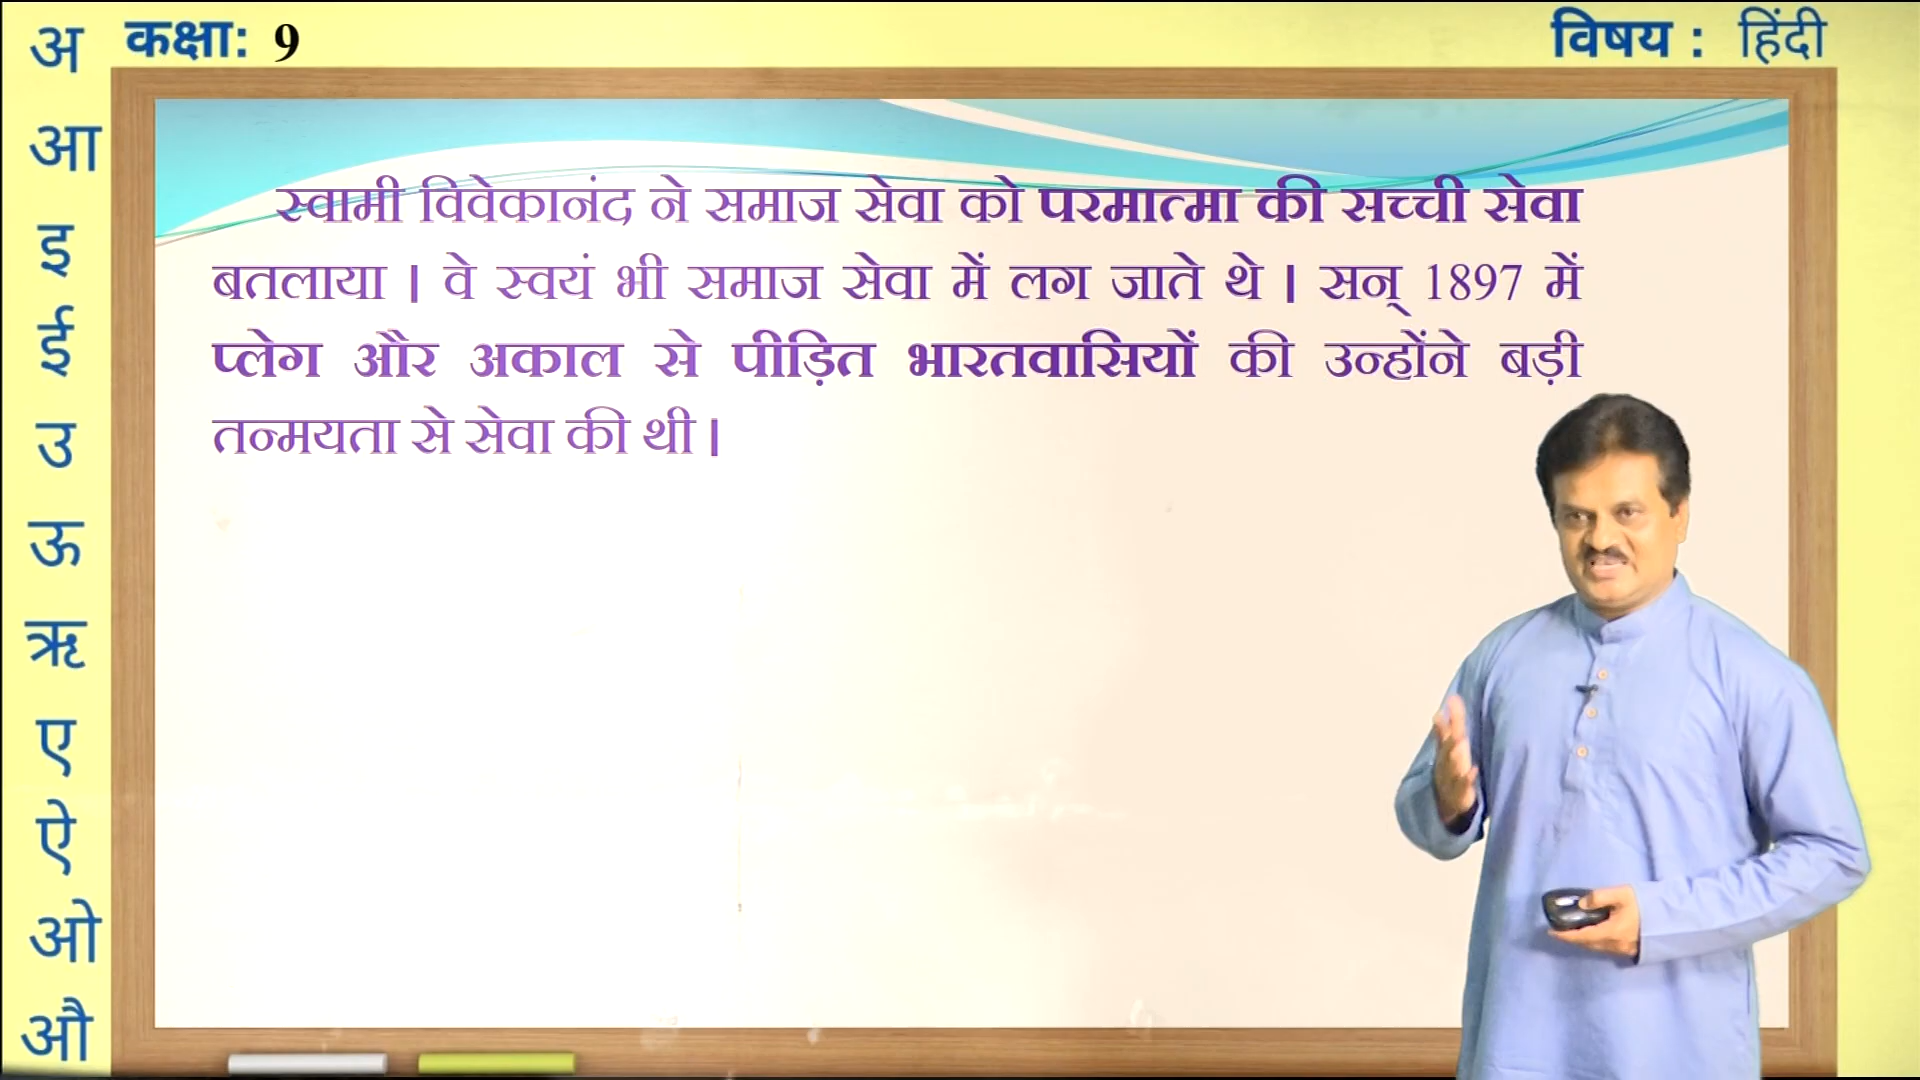 कक्षा: 9
विषय : हिंदी
अ
आ
इ
ई
उ
ऊ
ऋ
ए
ऐ
ओ
औ
स्वामी विवेकानंद ने समाज सेवा को परमात्मा की सच्ची सेवा
बतलाया । वे स्वयं भी समाज सेवा में लग जाते थे । सन् 1897 में
प्लेग और अकाल से पीड़ित भारतवासियों की उन्होंने बड़ी
तन्मयता से सेवा की थी ।